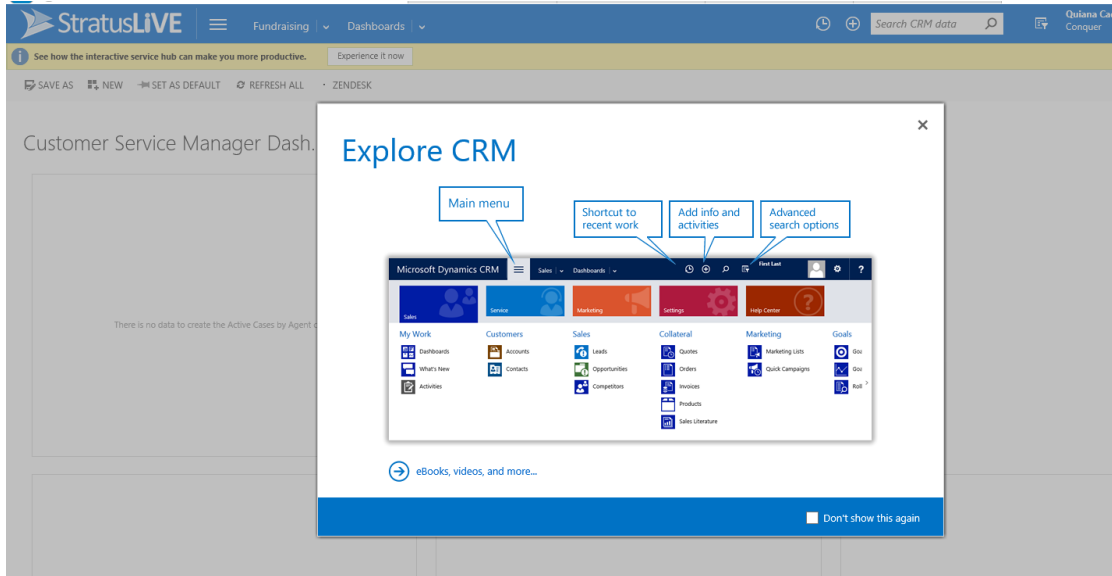 StratusLIVE
Fundraising
Dashboards
Search CRM data
Quiana
Conquer
See how the interactive service hub can make you more productive.
Experience it now
SAVE AS
NEW
SET AS DEFAULT
REFRESH ALL
ZENDESK
Customer Service Manager Dash.
There is no data to create the Active Cases by Agent
Explore CRM
Main menu
Shortcut to
recent work
Add info and
activities
Advanced
search options
Microsoft Dynamics CRM
Sales
Dashboards
First Last
?
Sales
Service
Marketing
Settings
Help Center
?
My Work
Customers
Sales
Collateral
Marketing
Goals
Dashboards
Accounts
Leads
Quotes
Marketing Lists
What's New
Contacts
Opportunities
Orders
Quick Campaigns
Activities
Competitors
Invoices
Products
Sales Literature
eBooks, videos, and more...
Don't show this again